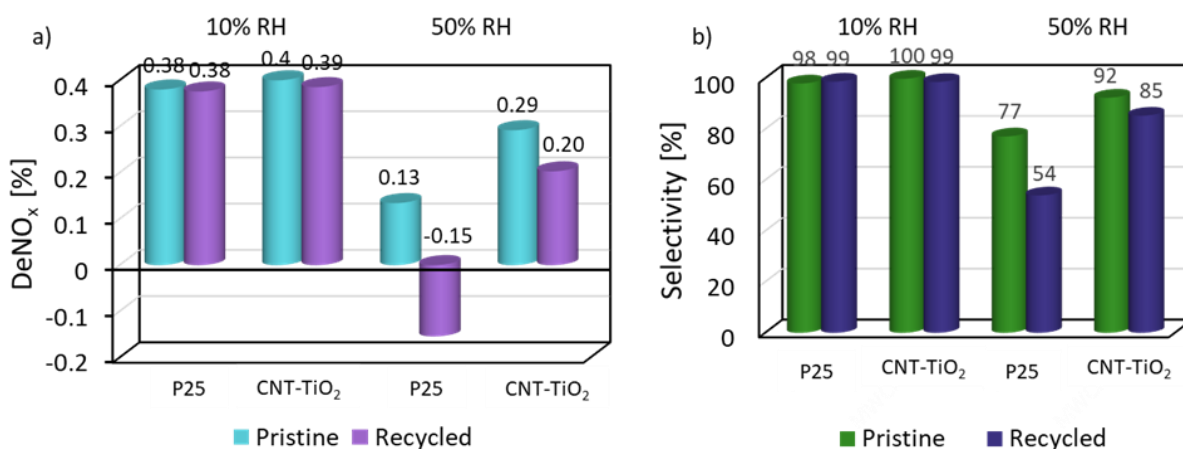 a)
10% RH
50% RH
0.38
0.38
0.4
0.39
0.13
-0.15
0.29
0.20
DeNOₓ [%]
0.4
0.3
0.2
0.1
0
-0.1
-0.2
P25
CNT-TiO₂
P25
CNT-TiO₂
Pristine
Recycled
b)
10% RH
50% RH
98
99
100
99
77
54
92
85
Selectivity [%]
100
80
60
40
20
0
P25
CNT-TiO₂
P25
CNT-TiO₂
Pristine
Recycled